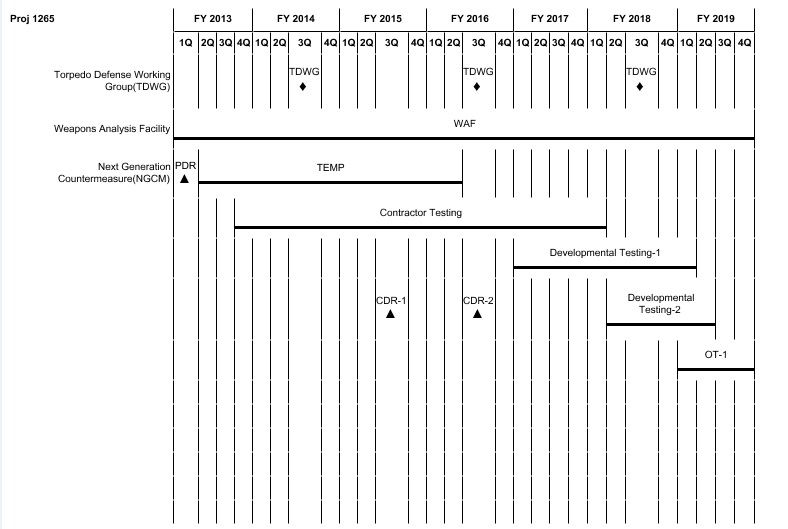 Proj 1265
FY 2013 FY 2014 FY 2015 FY 2016 FY 2017 FY 2018 FY 2019
1Q 2Q 3Q 4Q 1Q 2Q 3Q 4Q 1Q 2Q 3Q 4Q 1Q 2Q 3Q 4Q 1Q 2Q 3Q 4Q 1Q 2Q 3Q 4Q 1Q 2Q 3Q 4Q
Torpedo Defense Working TDWG TDWG TDWG
Group(TDWG)
Weapons Analysis Facility WAF
Next Generation PDR TEMP
Countermeasure(NGCM)
Contractor Testing
Developmental Testing-1
CDR-1 CDR-2 Developmental
Testing-2
OT-1